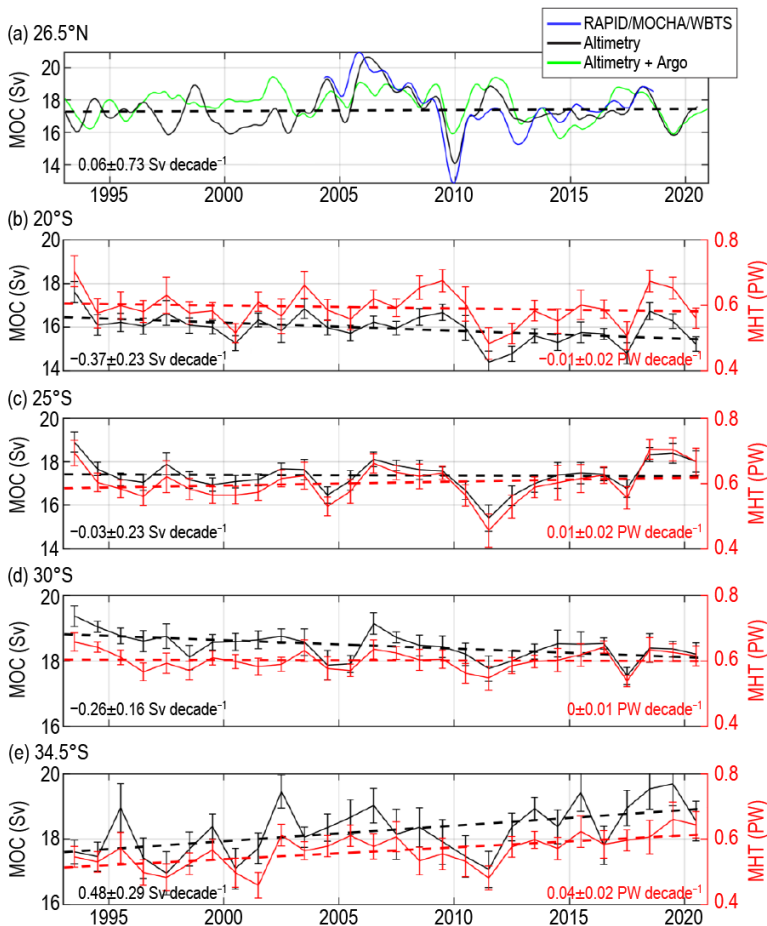 (a) 26.5°N
RAPID/MOCHA/WBTS
Altimetry
Altimetry + Argo
MOC (Sv)
20
18
16
14
0.06±0.73 Sv decade⁻¹
1995 2000 2005 2010 2015 2020
(b) 20°S
MOC (Sv)
20
18
16
14
MHT (PW)
0.8
0.6
0.4
−0.37±0.23 Sv decade⁻¹ −0.01±0.02 PW decade⁻¹
(c) 25°S
MOC (Sv)
20
18
17
16
14
MHT (PW)
0.8
0.6
0.4
−0.03±0.23 Sv decade⁻¹ 0.01±0.02 PW decade⁻¹
(d) 30°S
MOC (Sv)
20
18
16
MHT (PW)
0.8
0.6
0.4
−0.26±0.16 Sv decade⁻¹ 0±0.01 PW decade⁻¹
(e) 34.5°S
MOC (Sv)
20
18
16
MHT (PW)
0.8
0.6
0.4
0.48±0.29 Sv decade⁻¹ 0.04±0.02 PW decade⁻¹
1995 2000 2005 2010 2015 2020